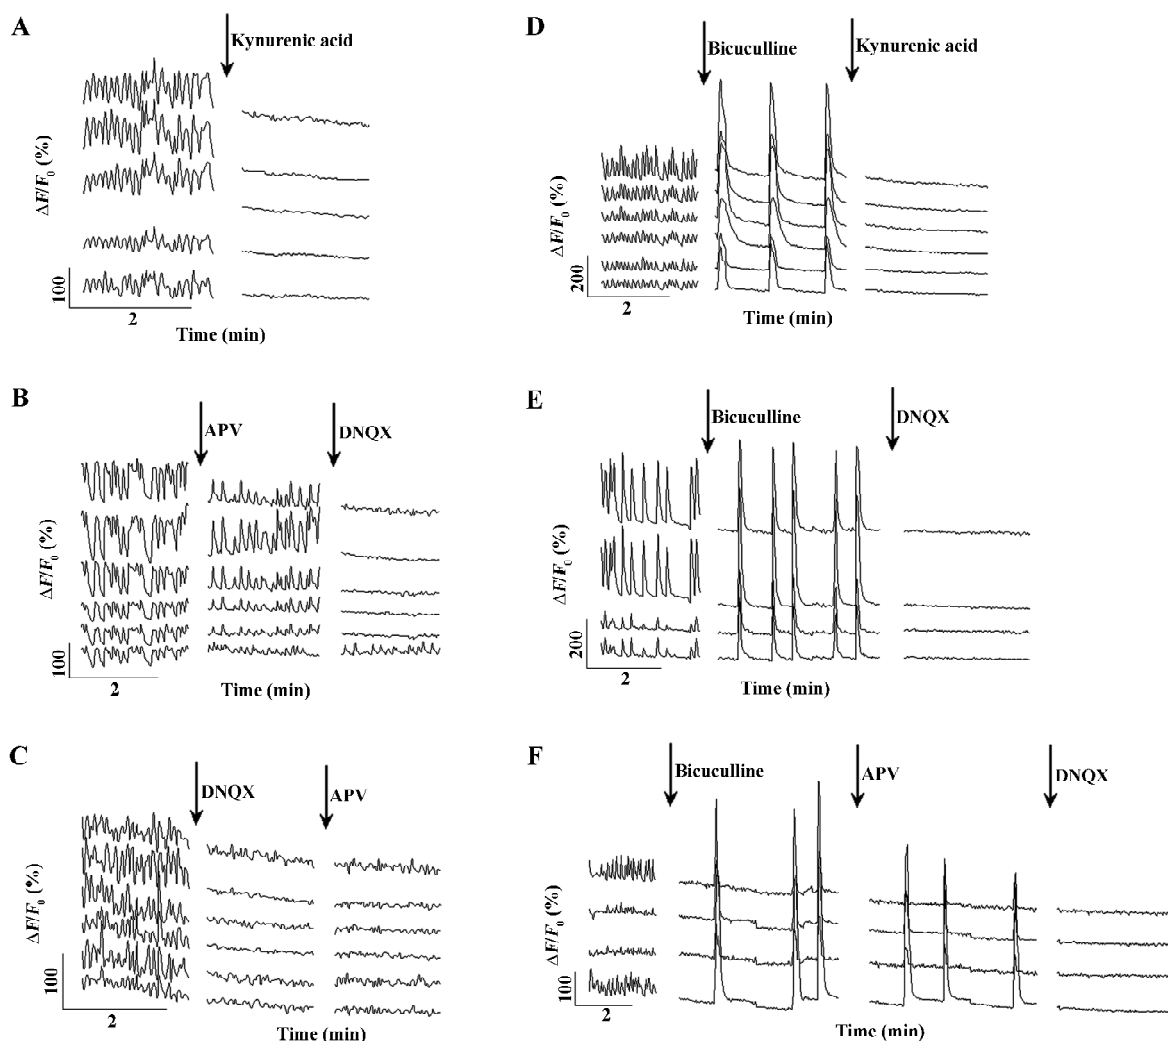 A
Kynurenic acid
ΔF/F0 (%)
100
2
Time (min)
B
APV
DNQX
ΔF/F0 (%)
100
2
Time (min)
C
DNQX
APV
ΔF/F0 (%)
100
2
Time (min)
D
Bicuculline
Kynurenic acid
ΔF/F0 (%)
200
2
Time (min)
E
Bicuculline
DNQX
ΔF/F0 (%)
200
2
Time (min)
F
Bicuculline
APV
DNQX
ΔF/F0 (%)
100
2
Time (min)